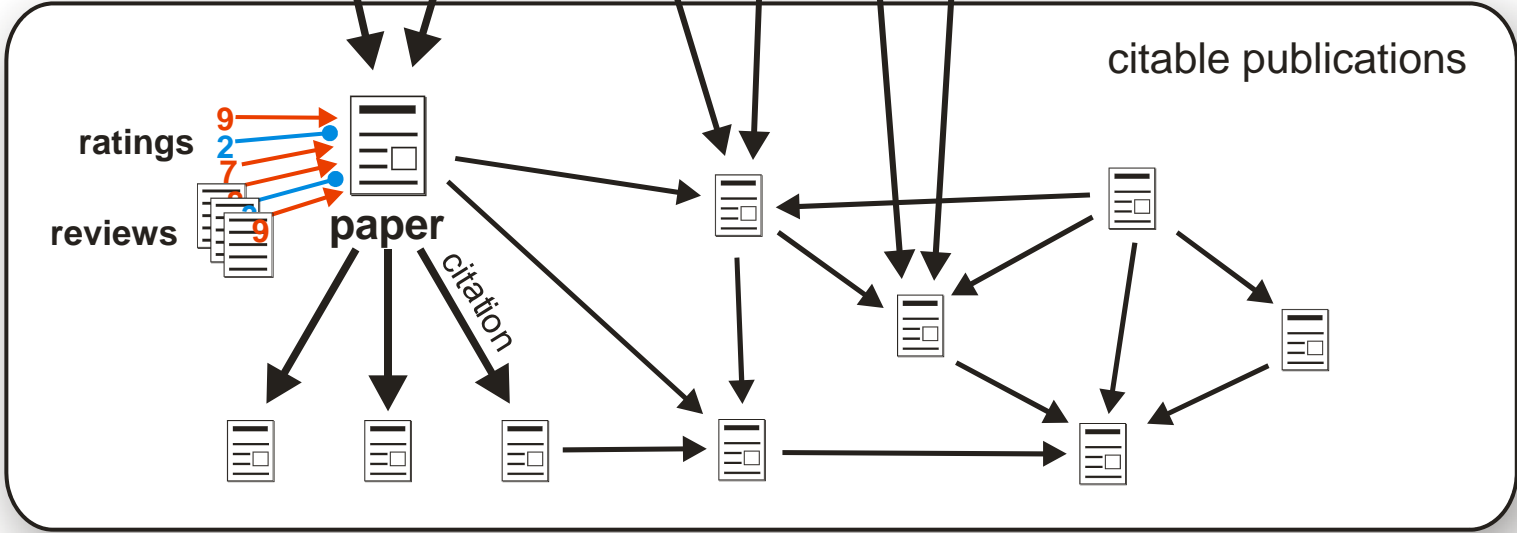 citable publications
ratings
9
2
7
9
reviews
paper
citation